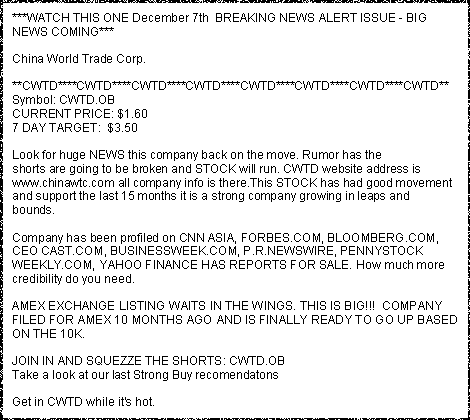 ***WATCH THIS ONE December 7th  BREAKING NEWS ALERT ISSUE - BIG
NEWS COMING***
China World Trade Corp.
**CWTD****CWTD****CWTD****CWTD****CWTD****CWTD****CWTD****CWTD**
Symbol: CWTD.OB
CURRENT PRICE: $1.60
7 DAY TARGET:  $3.50
Look for huge NEWS this company back on the move. Rumor has the
shorts are going to be broken and STOCK will run. CWTD website address is
www.chinawtc.com all company info is there.This STOCK has had good movement
and support the last 15 months it is a strong company growing in leaps and
bounds.
Company has been profiled on CNN ASIA, FORBES.COM, BLOOMBERG.COM,
CEO CAST.COM, BUSINESSWEEK.COM, P.R.NEWSWIRE, PENNYSTOCK
WEEKLY.COM, YAHOO FINANCE HAS REPORTS FOR SALE. How much more
credibility do you need.
AMEX EXCHANGE LISTING WAITS IN THE WINGS. THIS IS BIG!!!  COMPANY
FILED FOR AMEX 10 MONTHS AGO AND IS FINALLY READY TO GO UP BASED
ON THE 10K.
JOIN IN AND SQUEZZE THE SHORTS: CWTD.OB
Take a look at our last Strong Buy recomendatons
Get in CWTD while it's hot.